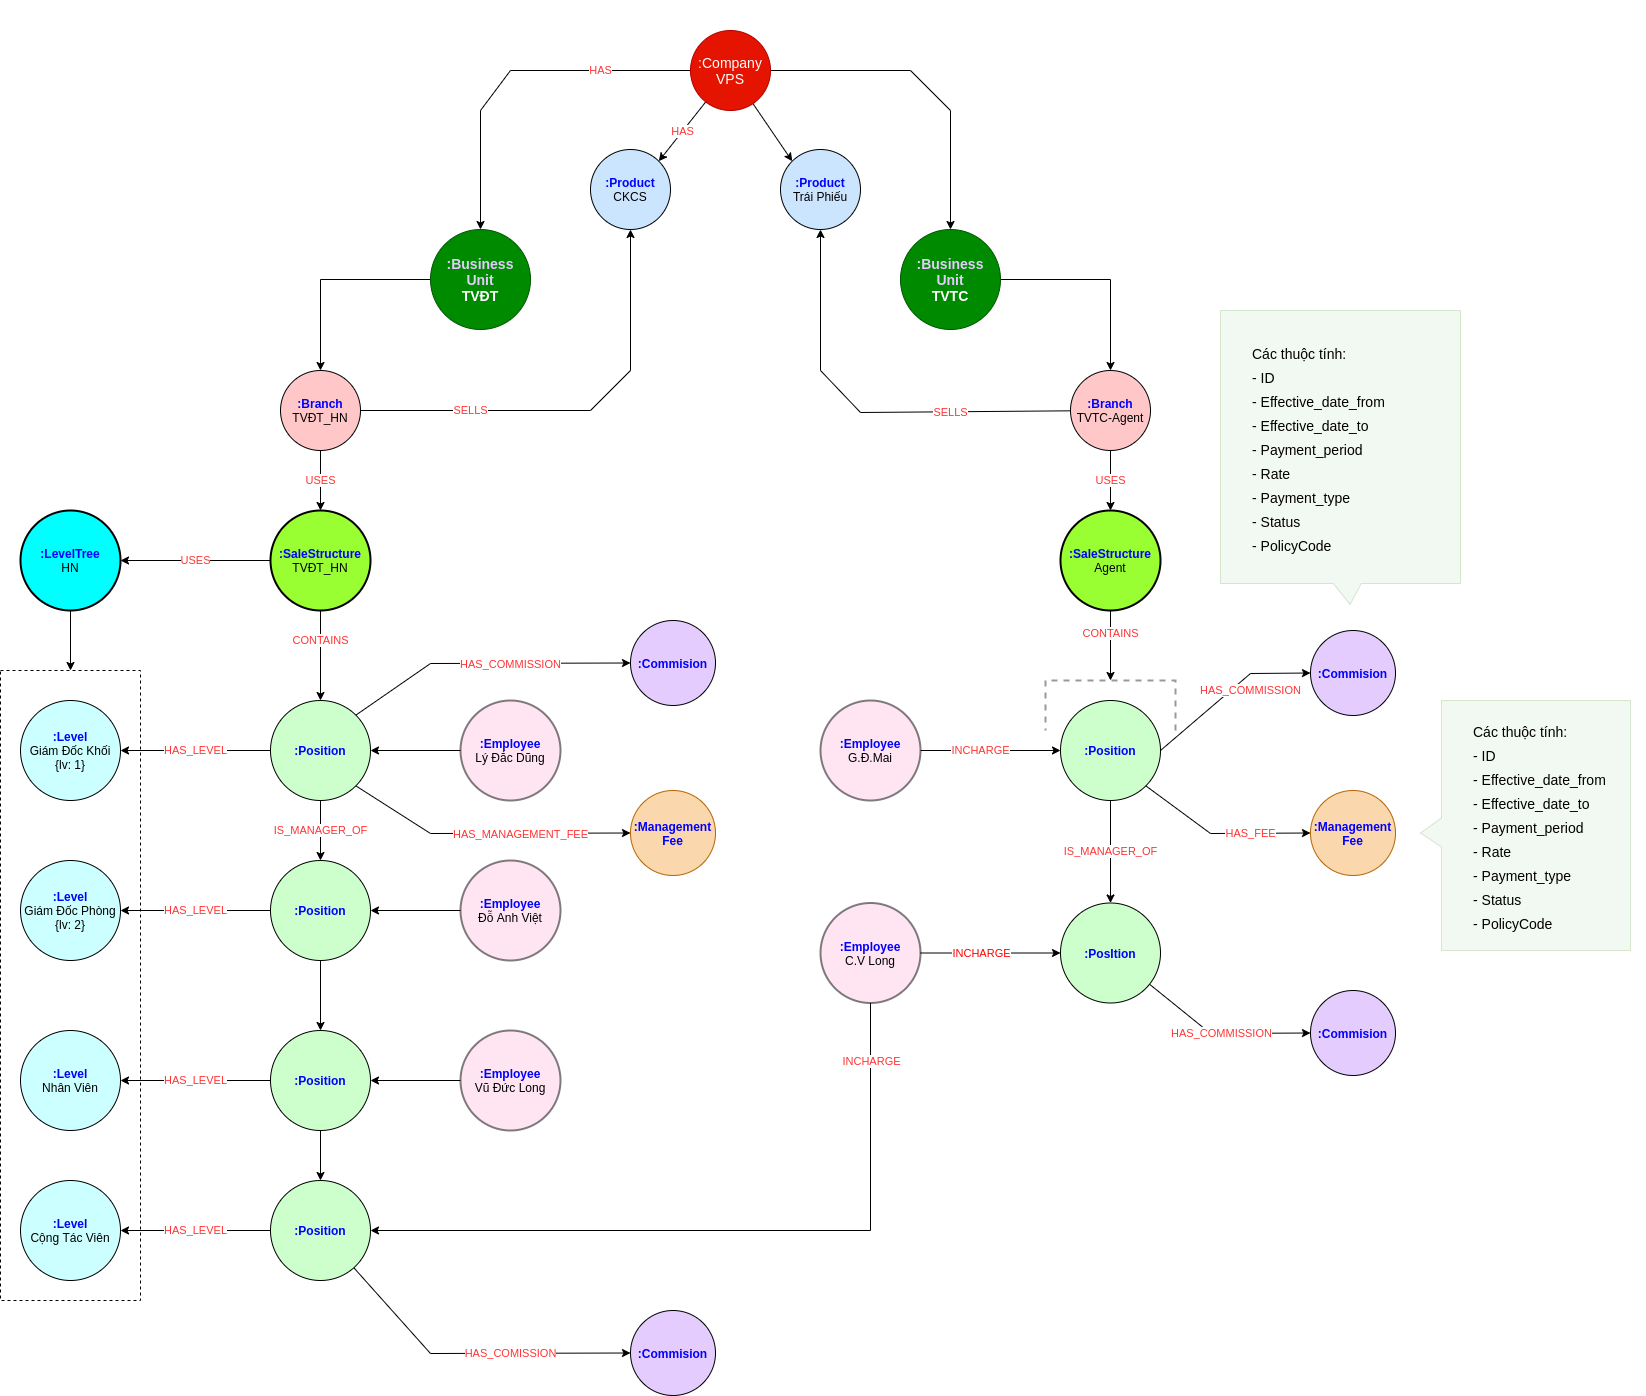 :Company
VPS
HAS
HAS
:Product
CKCS
:Product
Trái Phiếu
:Business
Unit
TVĐT
:Business
Unit
TVTC
:Branch
TVĐT_HN
SELLS
SELLS
:Branch
TVTC-Agent
Các thuộc tính:
- ID
- Effective_date_from
- Effective_date_to
- Payment_period
- Rate
- Payment_type
- Status
- PolicyCode
USES
USES
:LevelTree
HN
USES
:SaleStructure
TVĐT_HN
:SaleStructure
Agent
CONTAINS
CONTAINS
HAS_COMMISSION
:Commision
HAS_COMMISSION
:Commision
:Level
Giám Đốc Khối
{lv: 1}
HAS_LEVEL
:Position
:Employee
Lý Đắc Dũng
:Employee
G.Đ.Mai
INCHARGE
:Position
Các thuộc tính:
- ID
- Effective_date_from
- Effective_date_to
- Payment_period
- Rate
- Payment_type
- Status
- PolicyCode
IS_MANAGER_OF
HAS_MANAGEMENT_FEE
:Management
Fee
IS_MANAGER_OF
HAS_FEE
:Management
Fee
:Level
Giám Đốc Phòng
{lv: 2}
HAS_LEVEL
:Position
:Employee
Đỗ Anh Việt
:Employee
C.V Long
INCHARGE
:PosItion
HAS_COMMISSION
:Commision
INCHARGE
:Level
Nhân Viên
HAS_LEVEL
:Position
:Employee
Vũ Đức Long
:Level
Cộng Tác Viên
HAS_LEVEL
:Position
HAS_COMISSION
:Commision